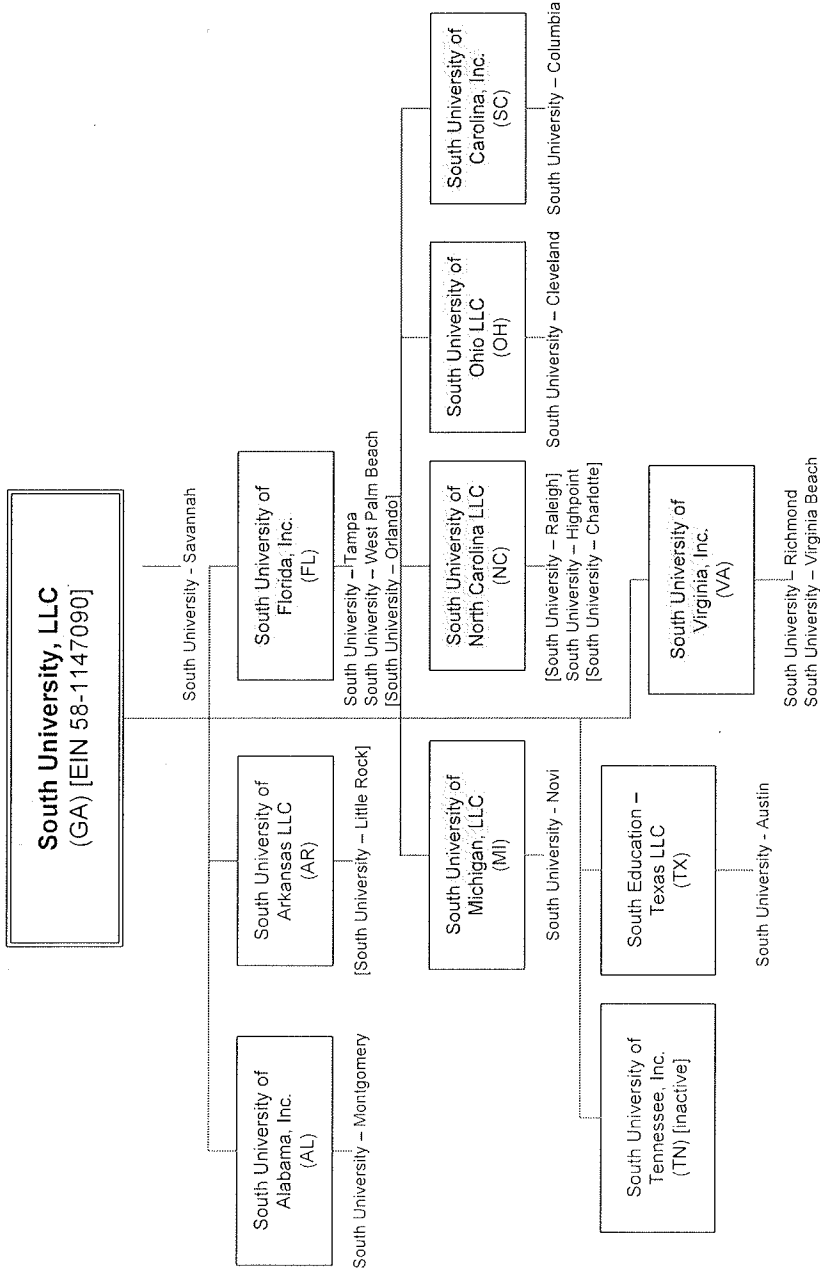 South University, LLC
(GA) [EIN 58-1147090]
South University - Savannah
South University of
Alabama, Inc.
(AL)
South University – Montgomery
South University of
Arkansas LLC
(AR)
[South University – Little Rock]
South University of
Florida, Inc.
(FL)
South University – Tampa
South University – West Palm Beach
[South University – Orlando]
South University of
Michigan, LLC
(MI)
South University - Novi
South University of
North Carolina LLC
(NC)
[South University – Raleigh]
South University – Highpoint
[South University – Charlotte]
South University of
Ohio LLC
(OH)
South University – Cleveland
South University of
Carolina, Inc.
(SC)
South University – Columbia
South University of
Tennessee, Inc.
(TN) [inactive]
South Education –
Texas LLC
(TX)
South University - Austin
South University of
Virginia, Inc.
(VA)
South University – Richmond
South University – Virginia Beach